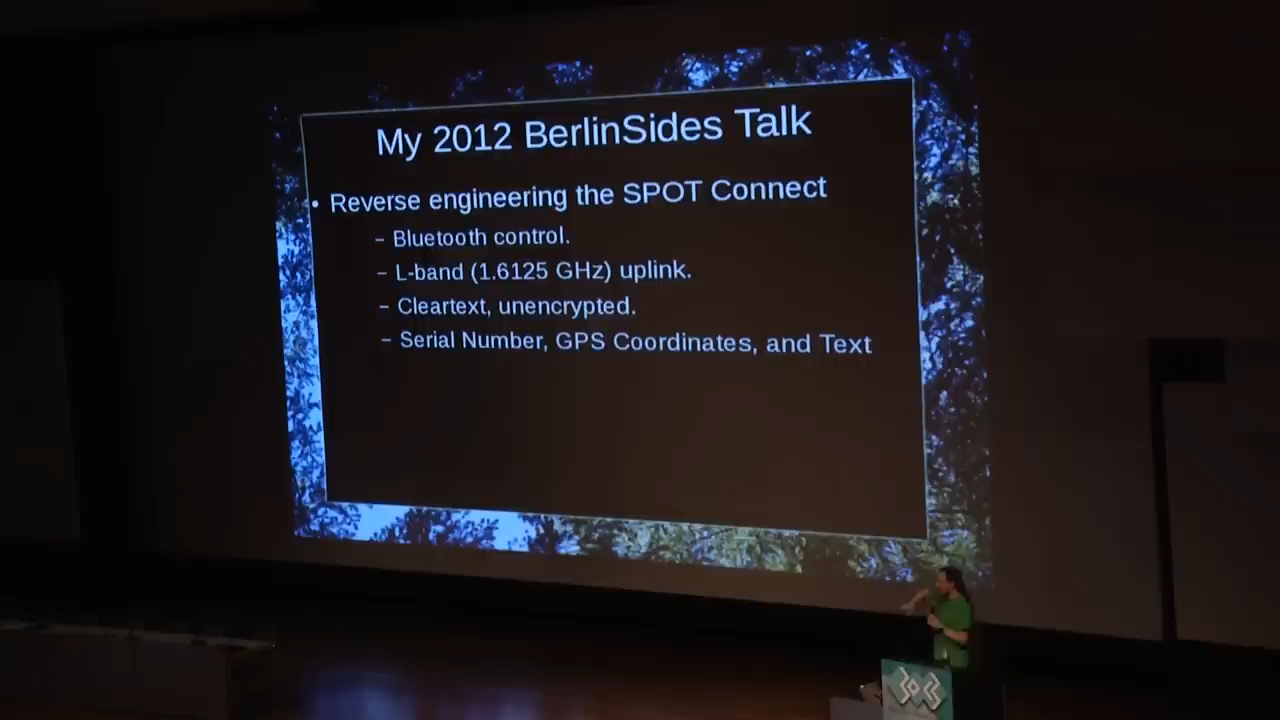 My 2012 BerlinSides Talk
• Reverse engineering the SPOT Connect
– Bluetooth control.
– L-band (1.6125 GHz) uplink.
– Cleartext, unencrypted.
– Serial Number, GPS Coordinates, and Text